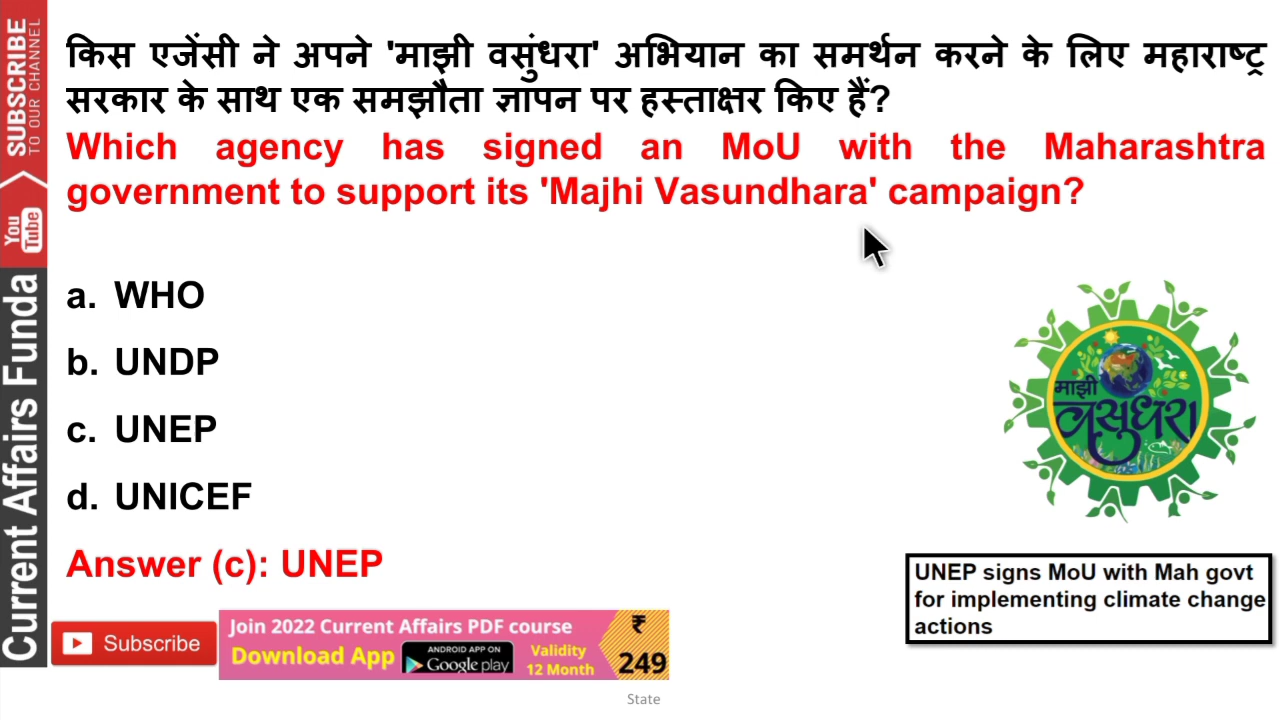 किस एजेंसी ने अपने 'माझी वसुंधरा' अभियान का समर्थन करने के लिए महाराष्ट्र
सरकार के साथ एक समझौता ज्ञापन पर हस्ताक्षर किए हैं?
Which agency has signed an MoU with the Maharashtra
government to support its 'Majhi Vasundhara' campaign?
a. WHO
b. UNDP
c. UNEP
d. UNICEF
Answer (c): UNEP
माझी
वसुंधरा
UNEP signs MoU with Mah govt
for implementing climate change
actions
Subscribe
Join 2022 Current Affairs PDF course
Download App
ANDROID APP ON
Google play
Validity
12 Month
₹
249
State
SUBSCRIBE
TO OUR CHANNEL
You
Tube
Current Affairs Funda